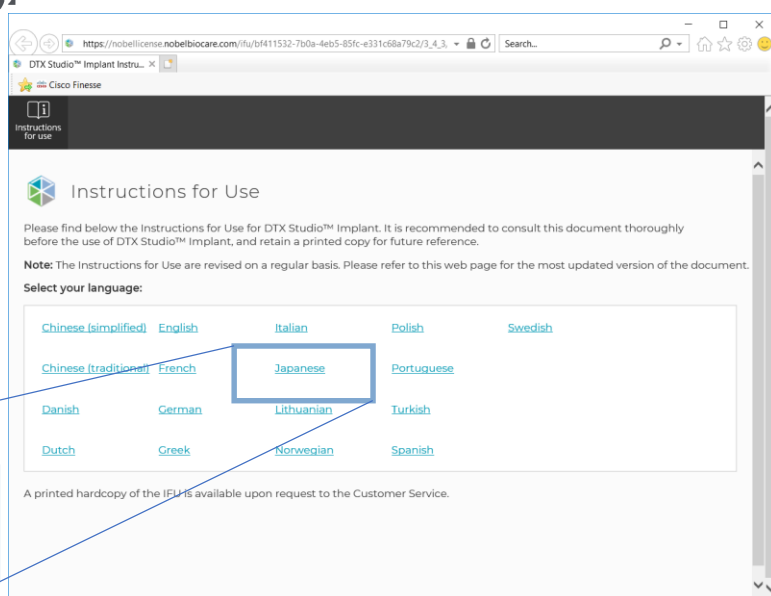 https://nobellicense.nobelbiocare.com/ifu/bf411532-7b0a-4eb5-85fc-e331c68a79c2/3_4_3,
Search...
DTX Studio™ Implant Instru...
Cisco Finesse
Instructions
for use
Instructions for Use
Please find below the Instructions for Use for DTX Studio™ Implant. It is recommended to consult this document thoroughly
before the use of DTX Studio™ Implant, and retain a printed copy for future reference.
Note: The Instructions for Use are revised on a regular basis. Please refer to this web page for the most updated version of the document.
Select your language:
Chinese (simplified) English Italian Polish Swedish
Chinese (traditional) French Japanese Portuguese
Danish German Lithuanian Turkish
Dutch Greek Norwegian Spanish
A printed hardcopy of the IFU is available upon request to the Customer Service.